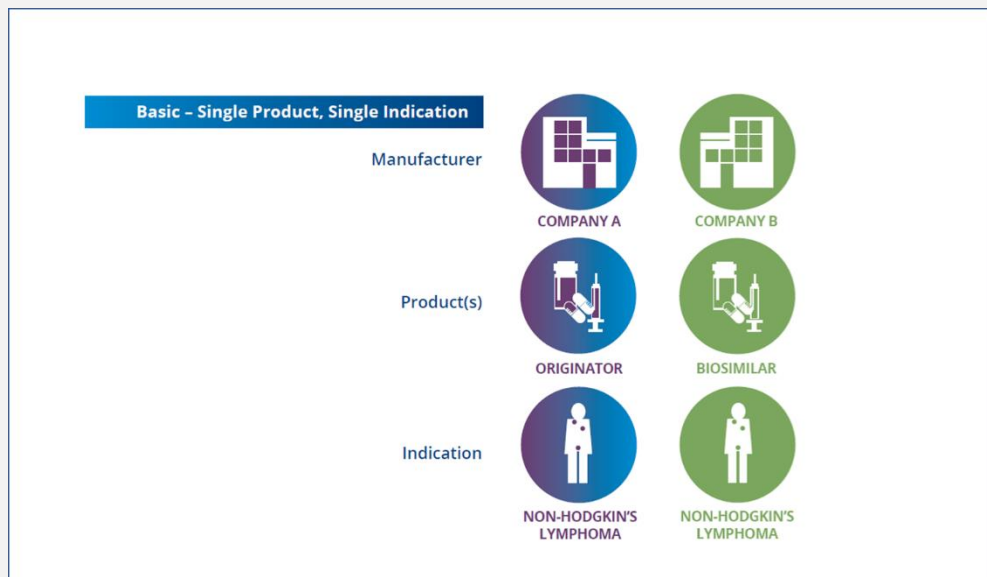 Basic – Single Product, Single Indication
Manufacturer
COMPANY A
COMPANY B
Product(s)
ORIGINATOR
BIOSIMILAR
Indication
NON-HODGKIN'S
LYMPHOMA
NON-HODGKIN'S
LYMPHOMA